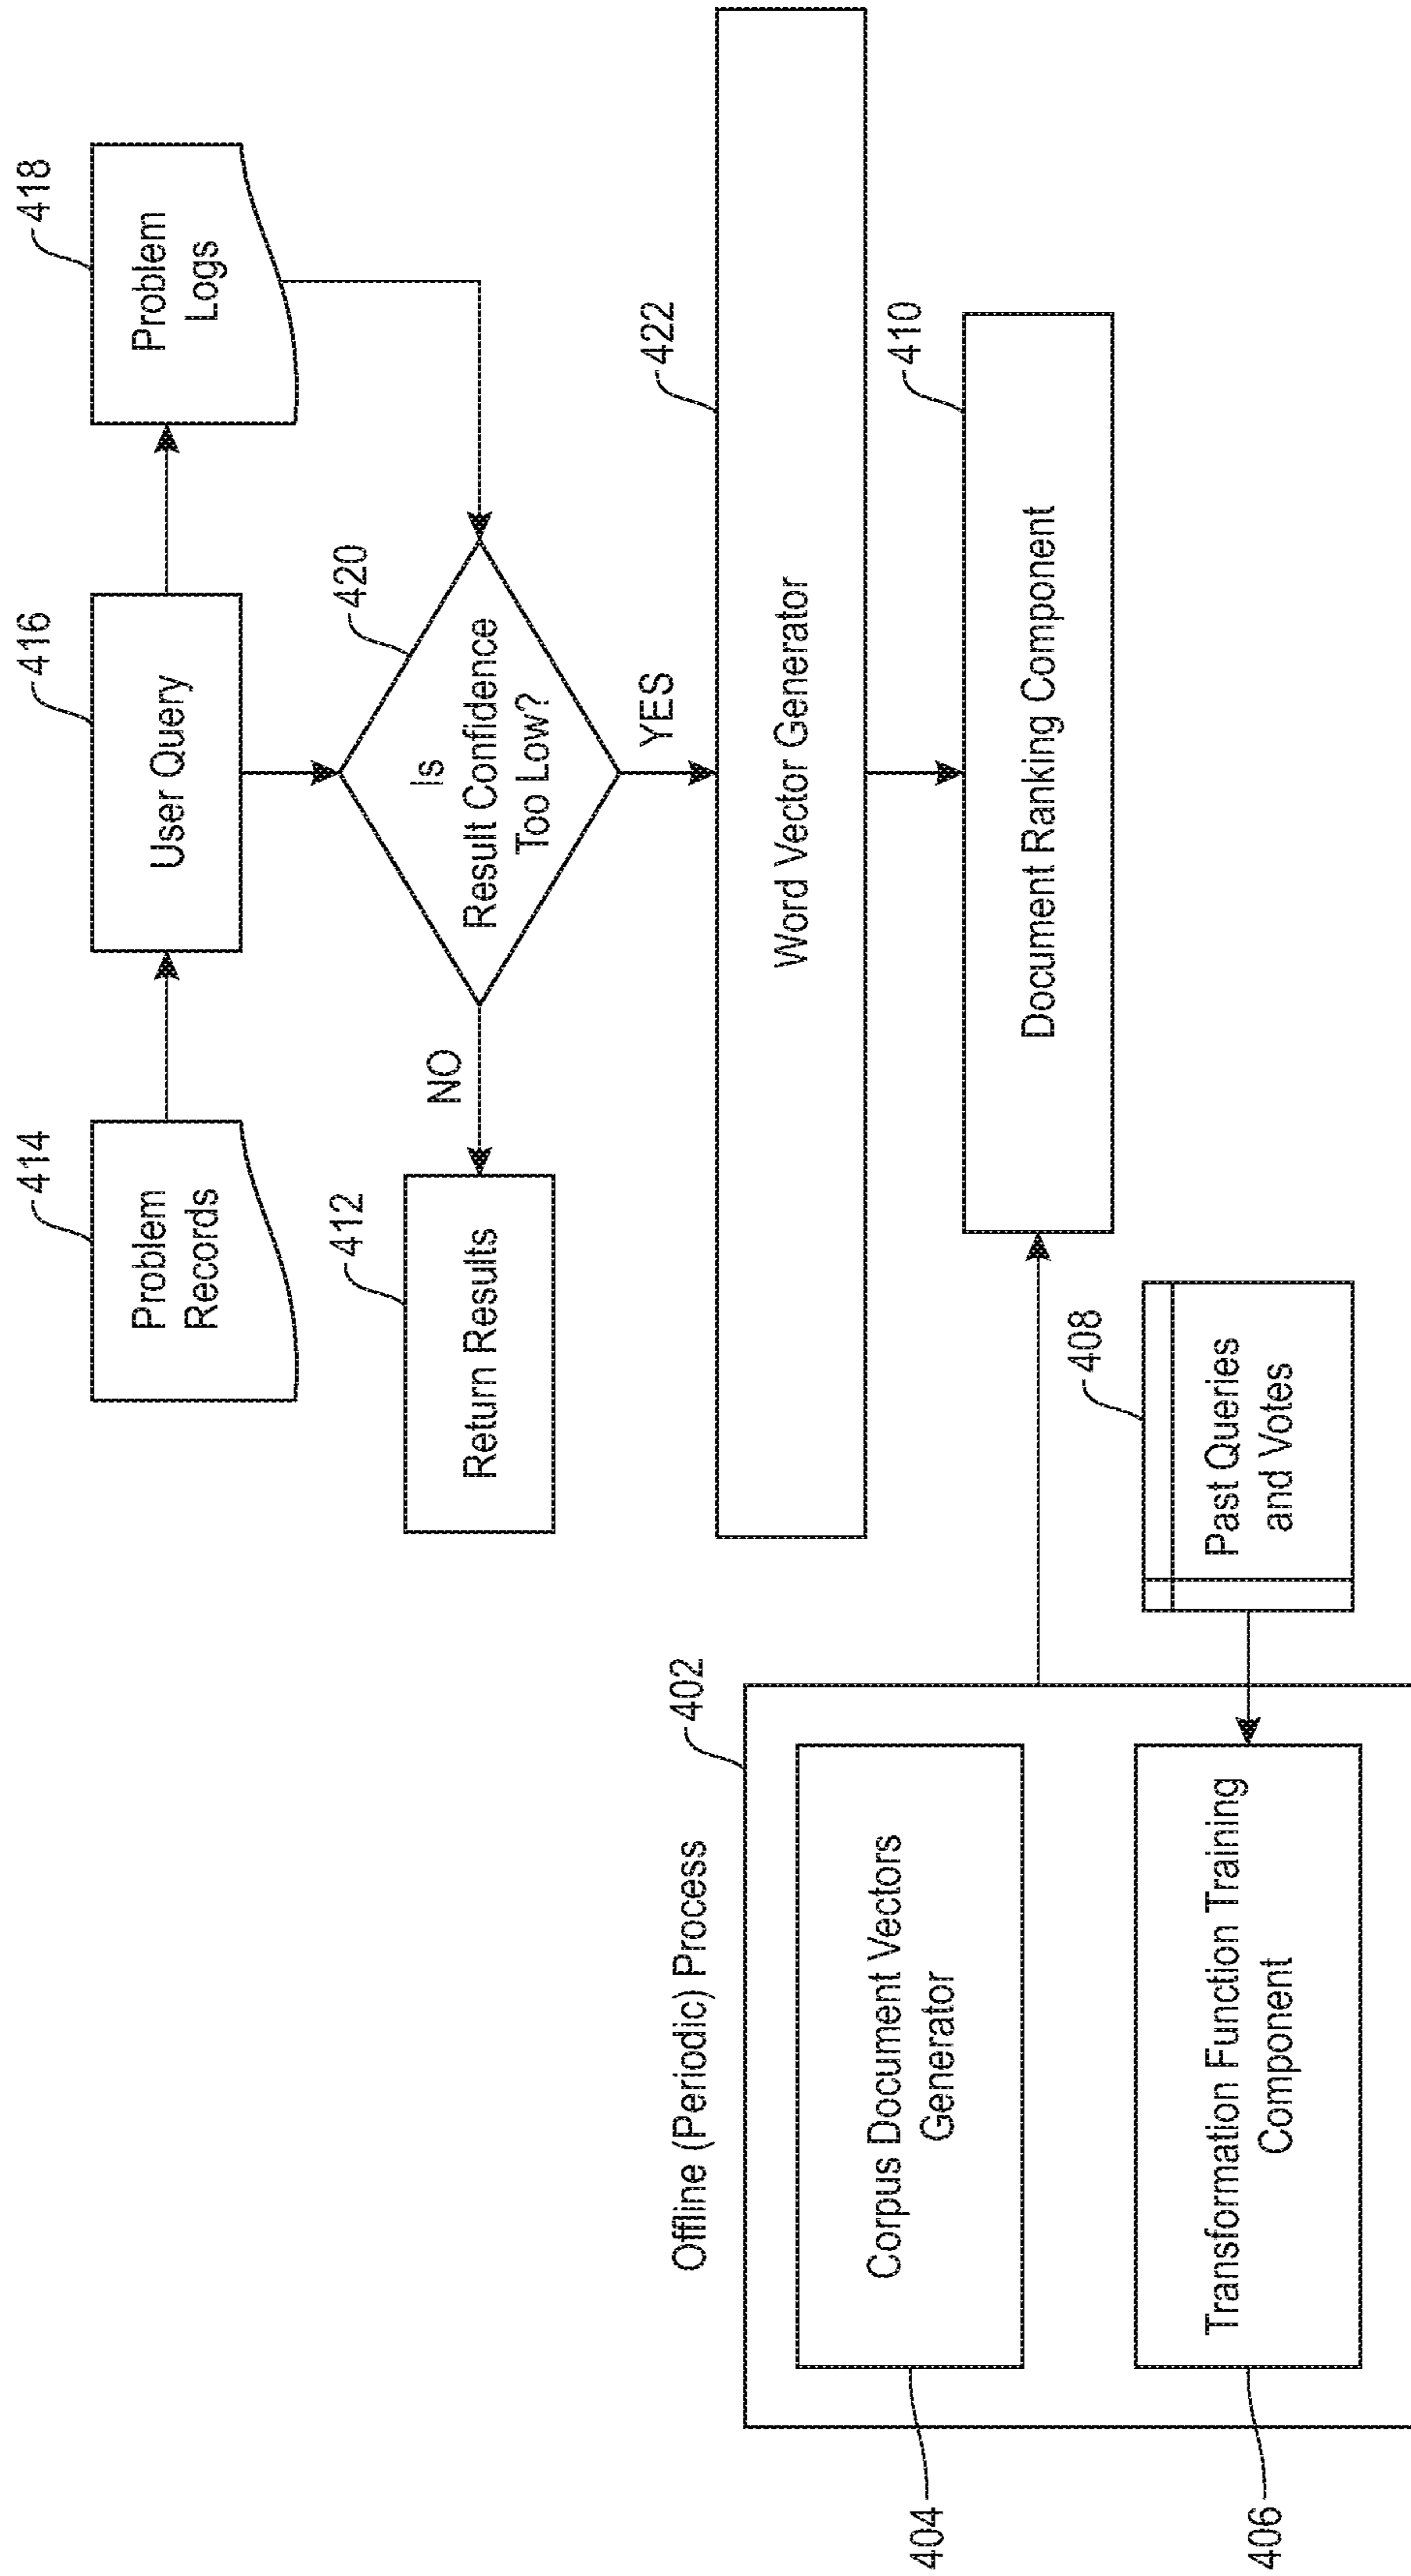 414
Problem
Records
416
User Query
418
Problem
Logs
412
Return Results
NO
420
Is
Result Confidence
Too Low?
YES
422
Word Vector Generator
Offline (Periodic) Process
402
404
Corpus Document Vectors
Generator
410
Document Ranking Component
406
Transformation Function Training
Component
408
Past Queries
and Votes